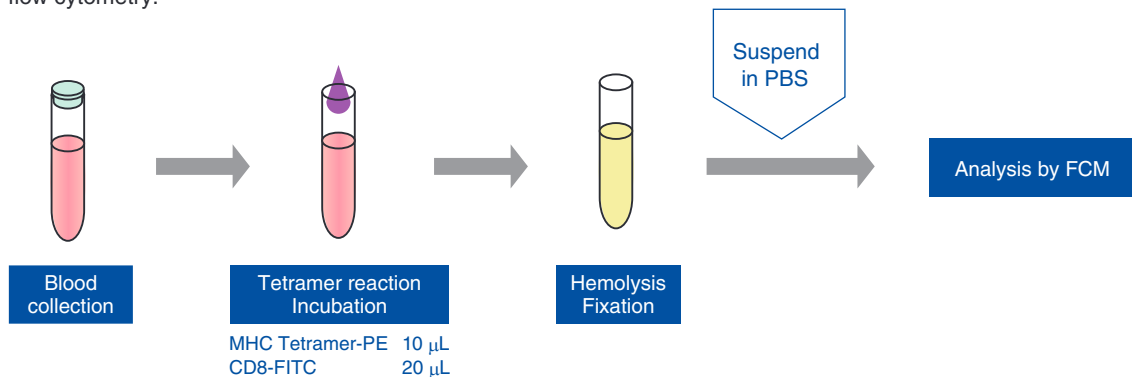 flow cytometry.
Suspend
in PBS
Analysis by FCM
Blood
collection
Tetramer reaction
Incubation
Hemolysis
Fixation
MHC Tetramer-PE 10 μL
CD8-FITC 20 μL